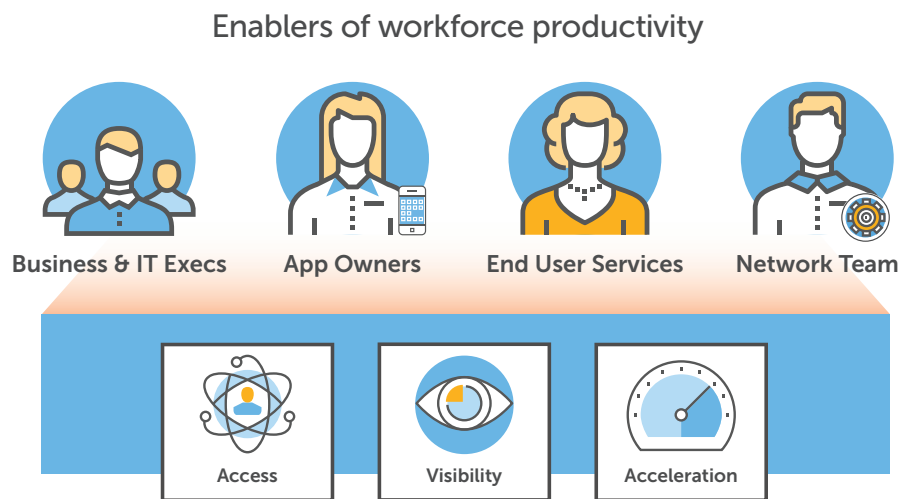 Enablers of workforce productivity
Business & IT Execs
App Owners
End User Services
Network Team
Access
Visibility
Acceleration